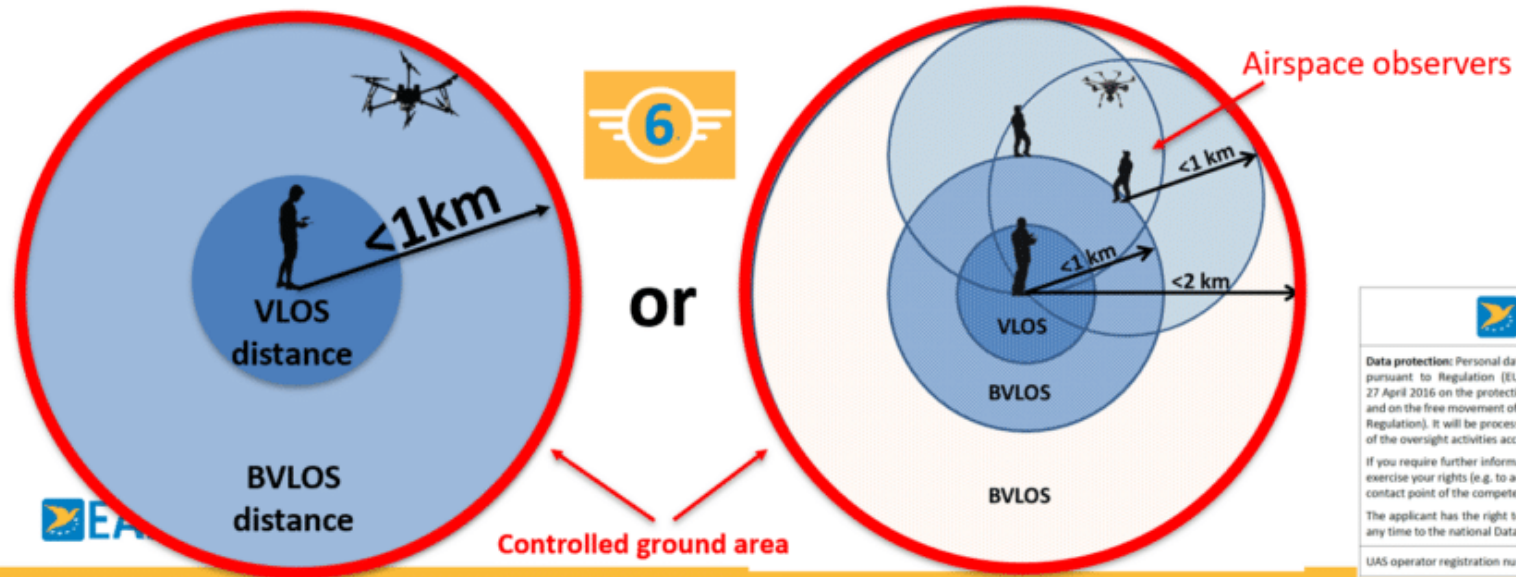 <1km
VLOS
distance
BVLOS
distance
6
or
Airspace observers
<1 km
<1 km
<2 km
VLOS
BVLOS
BVLOS
Controlled ground area
EA
Data protection: Personal da
pursuant to Regulation (EU
27 April 2016 on the protecti
and on the free movement of
Regulation). It will be process
of the oversight activities acc
If you require further inform
exercise your rights (e.g. to a
contact point of the compete
The applicant has the right t
any time to the national Data
UAS operator registration nu